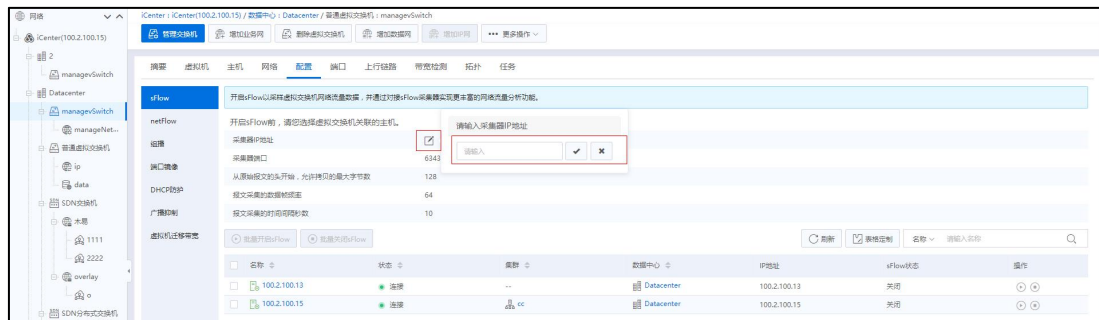 网络
iCenter(100.2.100.15)
2
managevSwitch
Datacenter
managevSwitch
manageNet...
普通虚拟交换机
ip
data
SDN交换机
木易
1111
2222
overlay
o
SDN分布式交换机
iCenter : iCenter(100.2.100.15) / 数据中心 : Datacenter / 普通虚拟交换机 : managevSwitch
管理交换机 增加业务网 删除虚拟交换机 增加数据网 增加IP网 ••• 更多操作
摘要 虚拟机 主机 网络 配置 端口 上行链路 带宽检测 拓扑 任务
sFlow
netFlow
组播
端口镜像
DHCP防护
广播抑制
虚拟机迁移带宽
开启sFlow以采样虚拟交换机网络流量数据，并通过对接sFlow采集器实现更丰富的网络流量分析功能。
开启sFlow前，请您选择虚拟交换机关联的主机。
采集器IP地址
请输入采集器IP地址
请输入
采集器端口 6343
从原始报文的头开始，允许拷贝的最大字节数 128
报文采集的数据帧频率 64
报文采集的时间间隔秒数 10
批量开启sFlow 批量关闭sFlow 刷新 表格定制 名称 请输入名称
名称 状态 集群 数据中心 IP地址 sFlow状态 操作
100.2.100.13 连接 -- Datacenter 100.2.100.13 关闭
100.2.100.15 连接 cc Datacenter 100.2.100.15 关闭